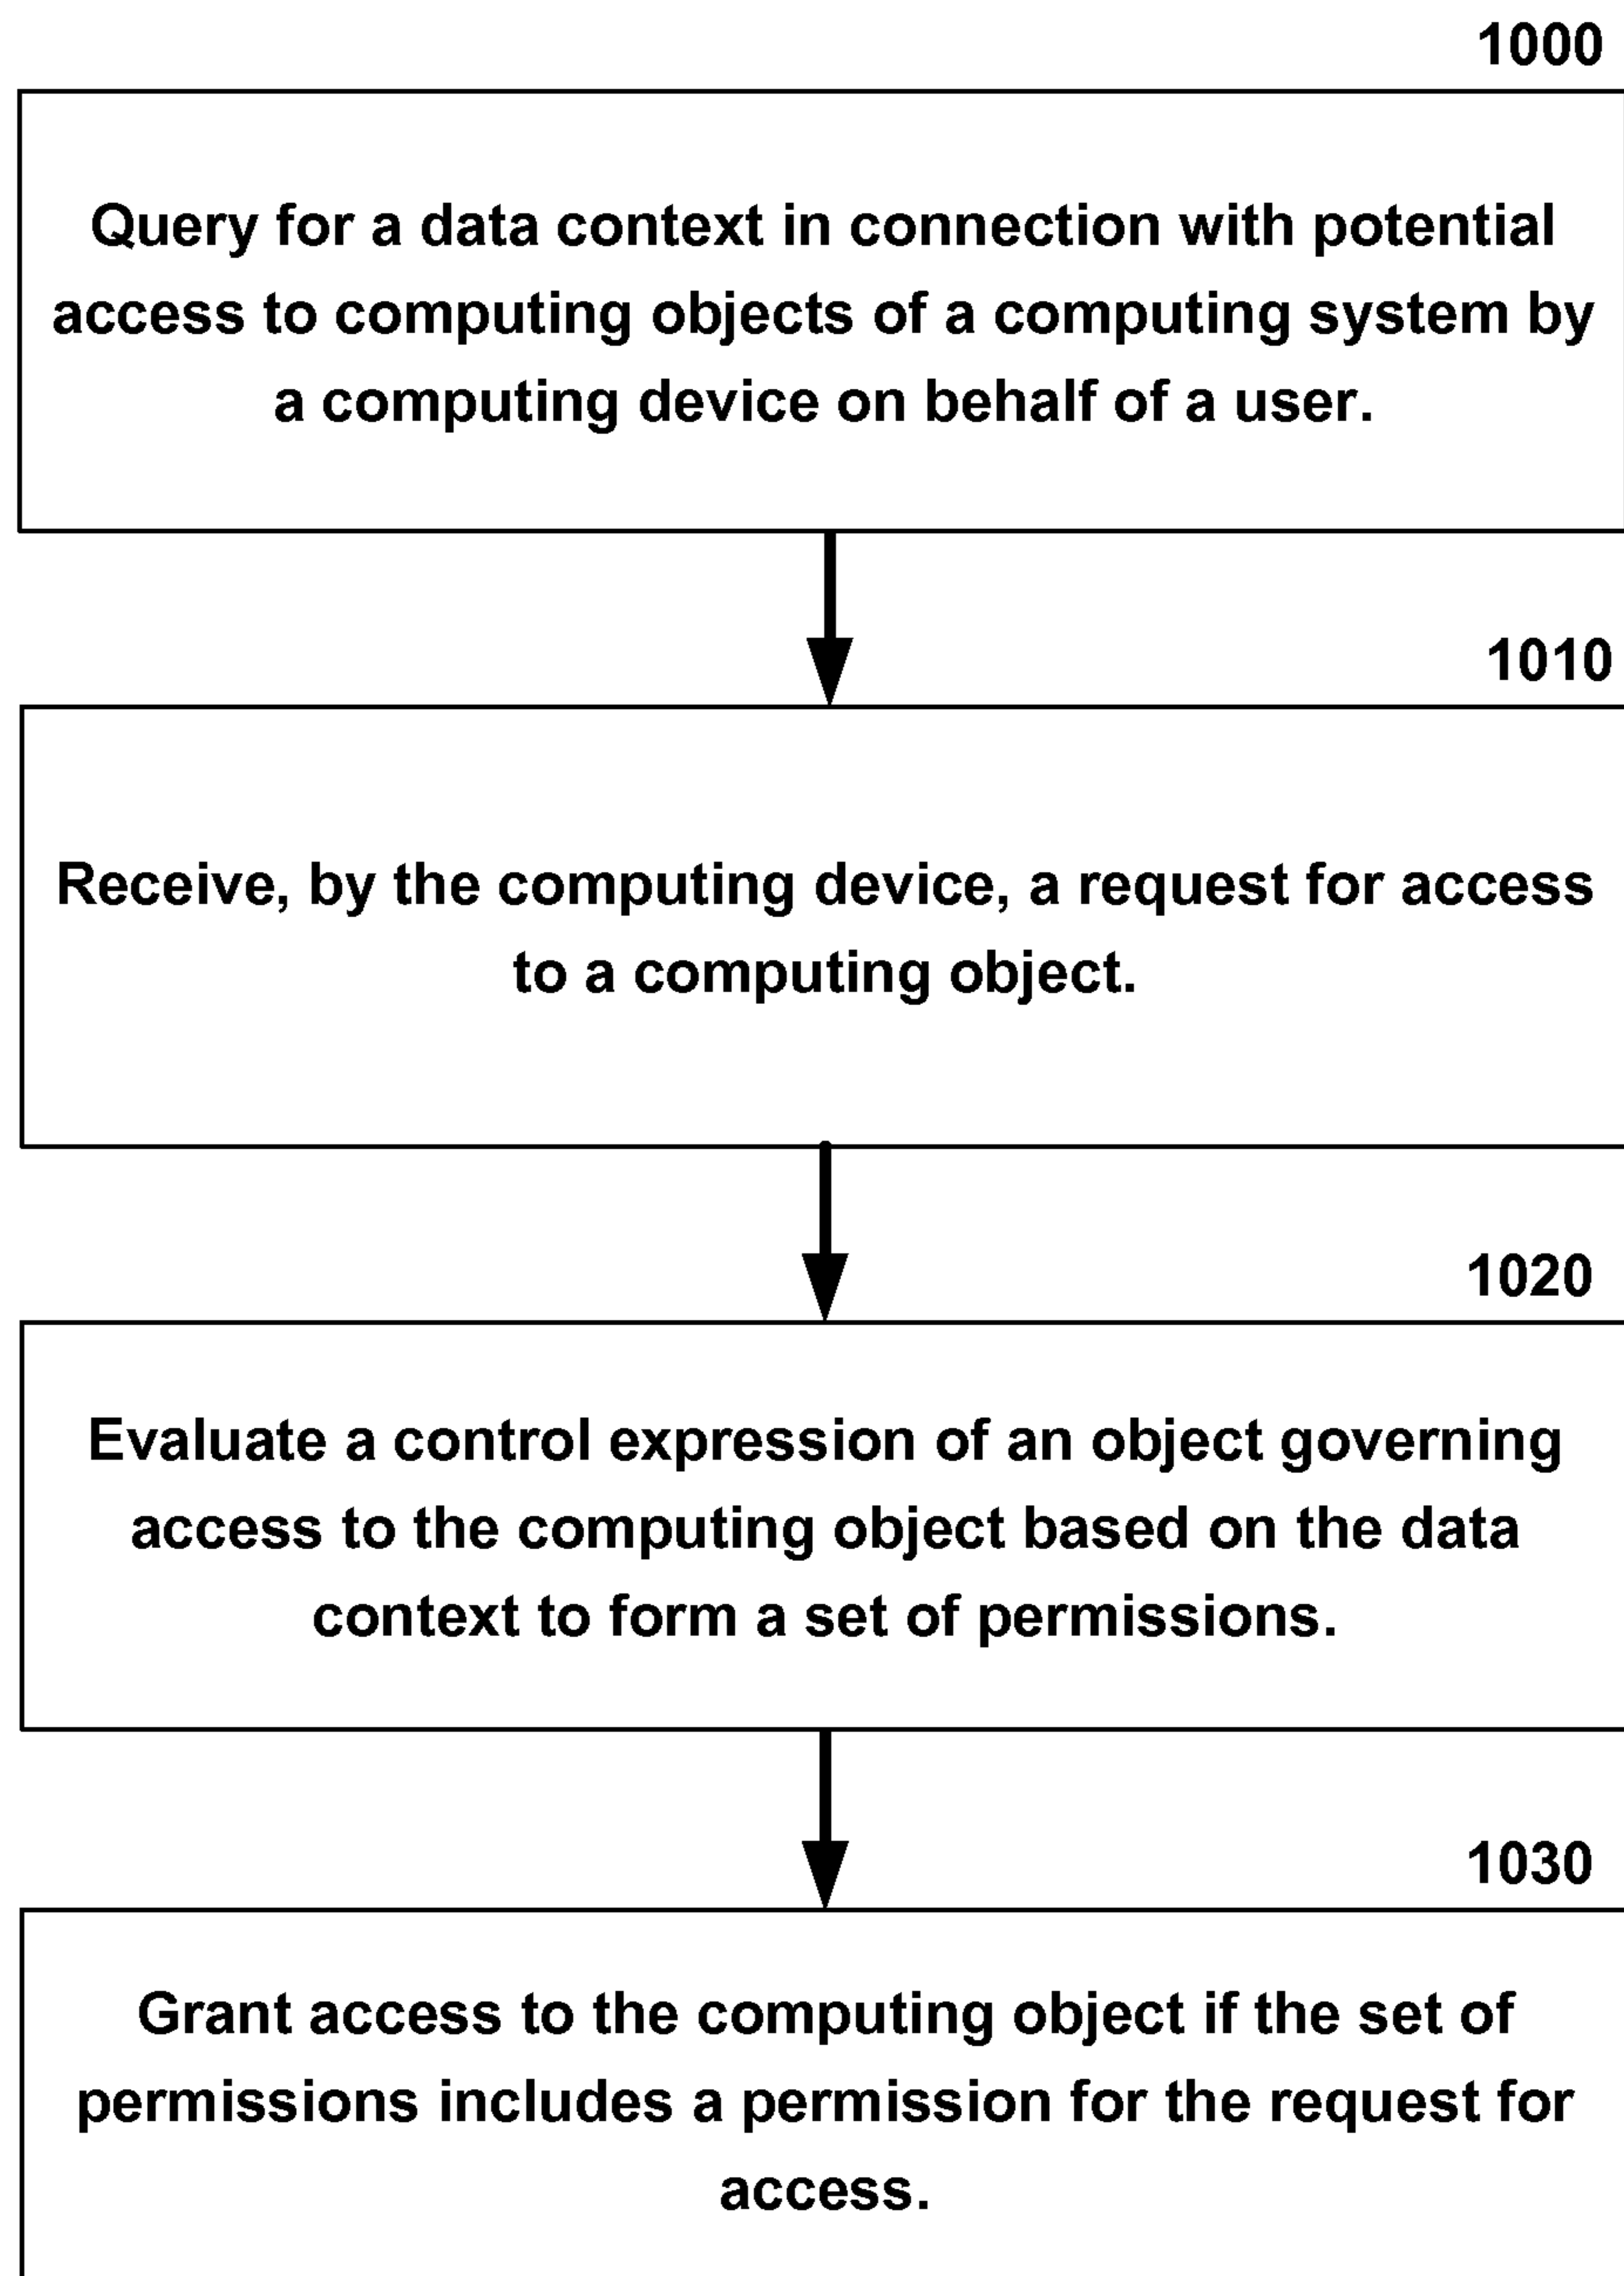 1000
Query for a data context in connection with potential
access to computing objects of a computing system by
a computing device on behalf of a user.
1010
Receive, by the computing device, a request for access
to a computing object.
1020
Evaluate a control expression of an object governing
access to the computing object based on the data
context to form a set of permissions.
1030
Grant access to the computing object if the set of
permissions includes a permission for the request for
access.